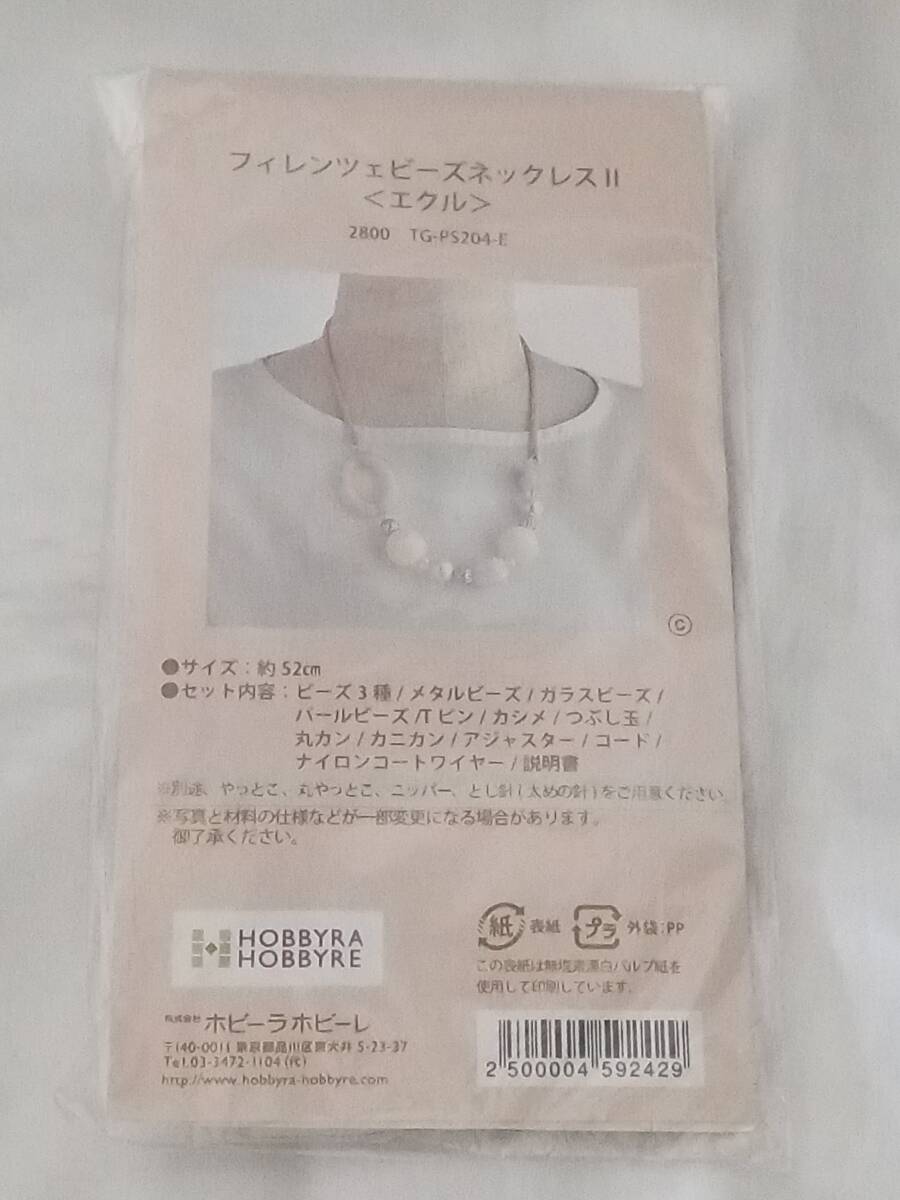 フィレンツェビーズネックレスII
＜エクル＞
2800 TG-PS204-E
©
●サイズ：約52cm
●セット内容：ビーズ3種/メタルビーズ/ガラスビーズ/
パールビーズ/Tピン/カシメ/つぶし玉/
丸カン/カニカン/アジャスター/コード/
ナイロンコートワイヤー/説明書
※別途、やっとこ、丸やっとこ、ニッパー、とじ針(太めの針)をご用意ください。
※写真と材料の仕様などが一部変更になる場合があります。
御了承ください。
HOBBYRA
HOBBYRE
紙 表紙 プラ 外袋:PP
この表紙は無塩素漂白パルプ紙を
使用して印刷しています。
株式会社 ホビーラホビーレ
〒140-0011 東京都品川区東大井5-23-37
Tel.03-3472-1104(代)
http://www.hobbyra-hobbyre.com
2 500004 592429